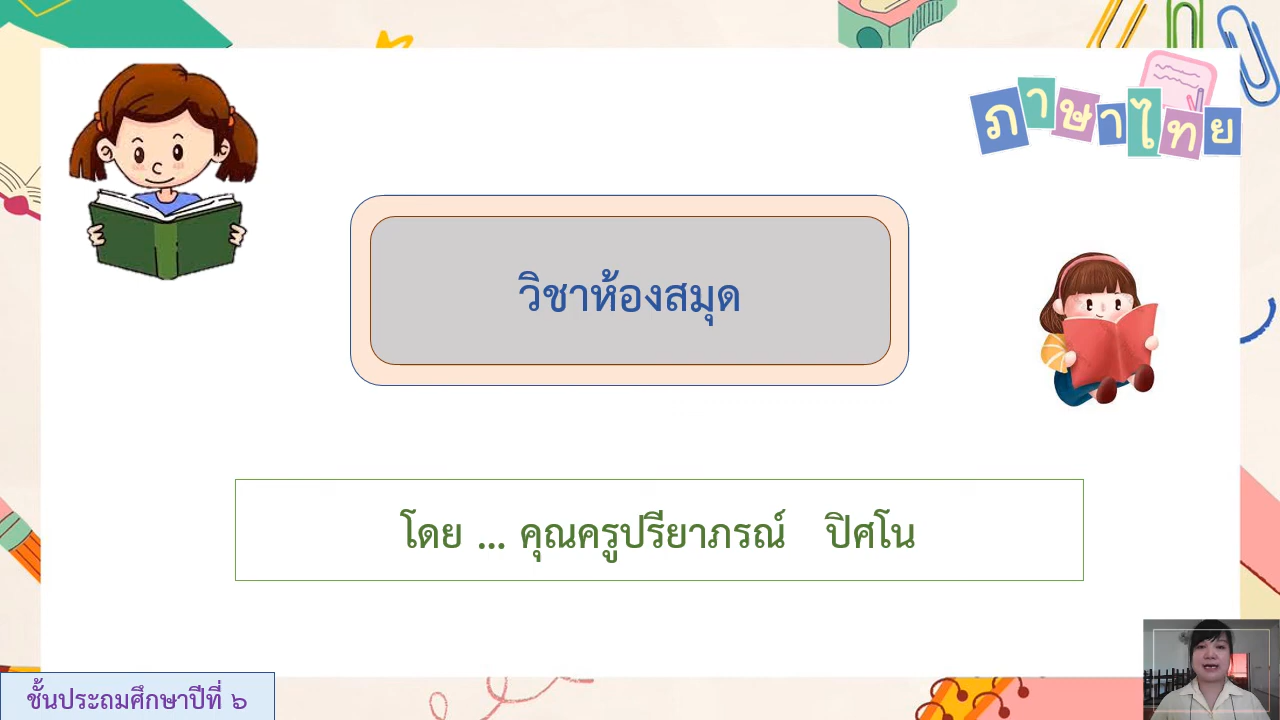 ภาษาไทย
วิชาห้องสมุด
โดย ... คุณครูปรียาภรณ์ ปิศโน
ชั้นประถมศึกษาปีที่ ๖